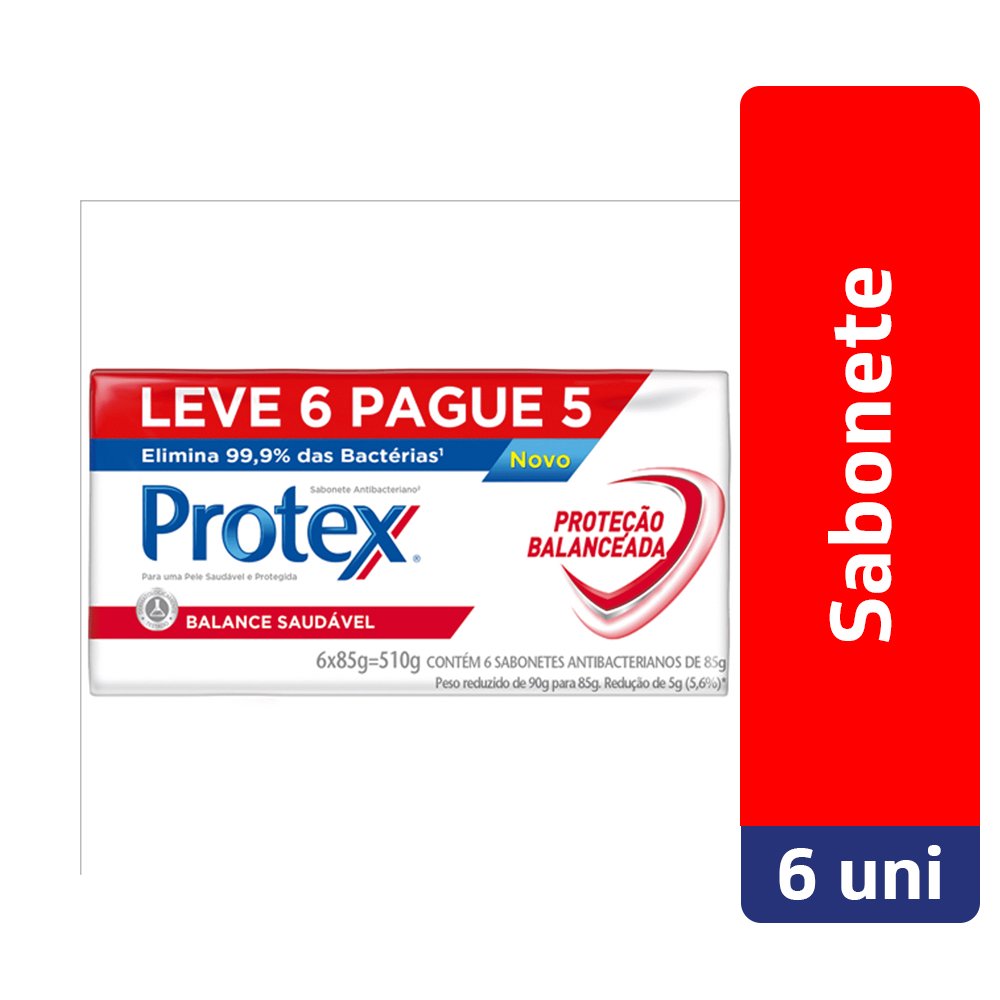 LEVE 6 PAGUE 5
Elimina 99,9% das Bactérias¹
Novo
Sabonete Antibacteriano²
Protex®
Para uma Pele Saudável e Protegida
PROTEÇÃO
BALANCEADA
BALANCE SAUDÁVEL
6x85g=510g CONTÉM 6 SABONETES ANTIBACTERIANOS DE 85g
Peso reduzido de 90g para 85g. Redução de 5g (5,6%)*
Sabonete
6 uni